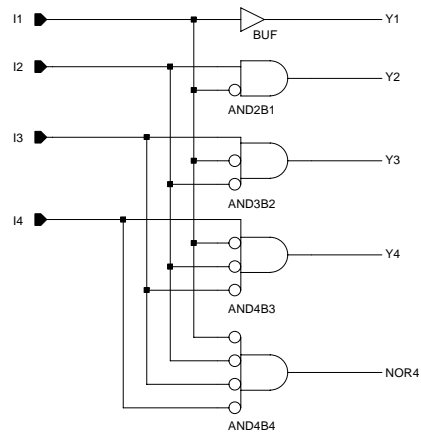 I1
Y1
BUF
I2
Y2
AND2B1
I3
Y3
AND3B2
I4
Y4
AND4B3
NOR4
AND4B4